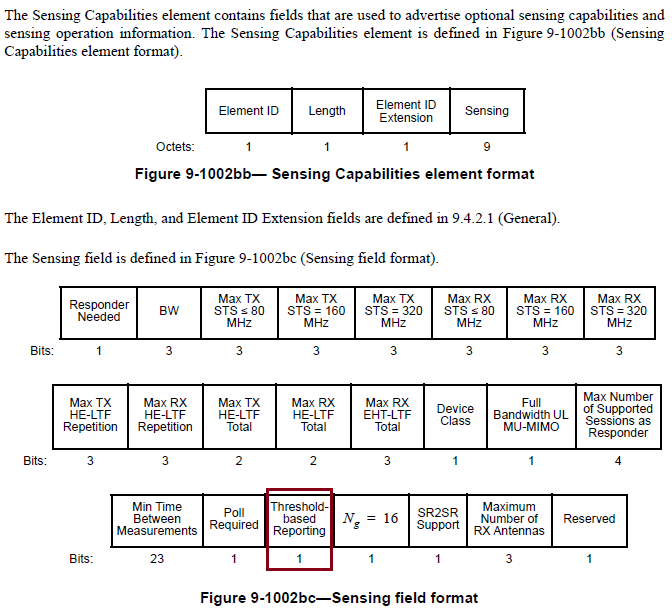 The Sensing Capabilities element contains fields that are used to advertise optional sensing capabilities and
sensing operation information. The Sensing Capabilities element is defined in Figure 9-1002bb (Sensing
Capabilities element format).
Element ID
Length
Element ID
Extension
Sensing
Octets: 1 1 1 9
Figure 9-1002bb— Sensing Capabilities element format
The Element ID, Length, and Element ID Extension fields are defined in 9.4.2.1 (General).
The Sensing field is defined in Figure 9-1002bc (Sensing field format).
Responder
Needed
BW
Max TX
STS ≤ 80
MHz
Max TX
STS = 160
MHz
Max TX
STS = 320
MHz
Max RX
STS ≤ 80
MHz
Max RX
STS = 160
MHz
Max RX
STS = 320
MHz
Bits: 1 3 3 3 3 3 3 3
Max TX
HE-LTF
Repetition
Max RX
HE-LTF
Repetition
Max TX
HE-LTF
Total
Max RX
HE-LTF
Total
Max RX
EHT-LTF
Total
Device
Class
Full
Bandwidth UL
MU-MIMO
Max Number
of Supported
Sessions as
Responder
Bits: 3 3 2 2 3 1 1 4
Min Time
Between
Measurements
Poll
Required
Threshold-
based
Reporting
Ng = 16
SR2SR
Support
Maximum
Number of
RX Antennas
Reserved
Bits: 23 1 1 1 1 3 1
Figure 9-1002bc—Sensing field format